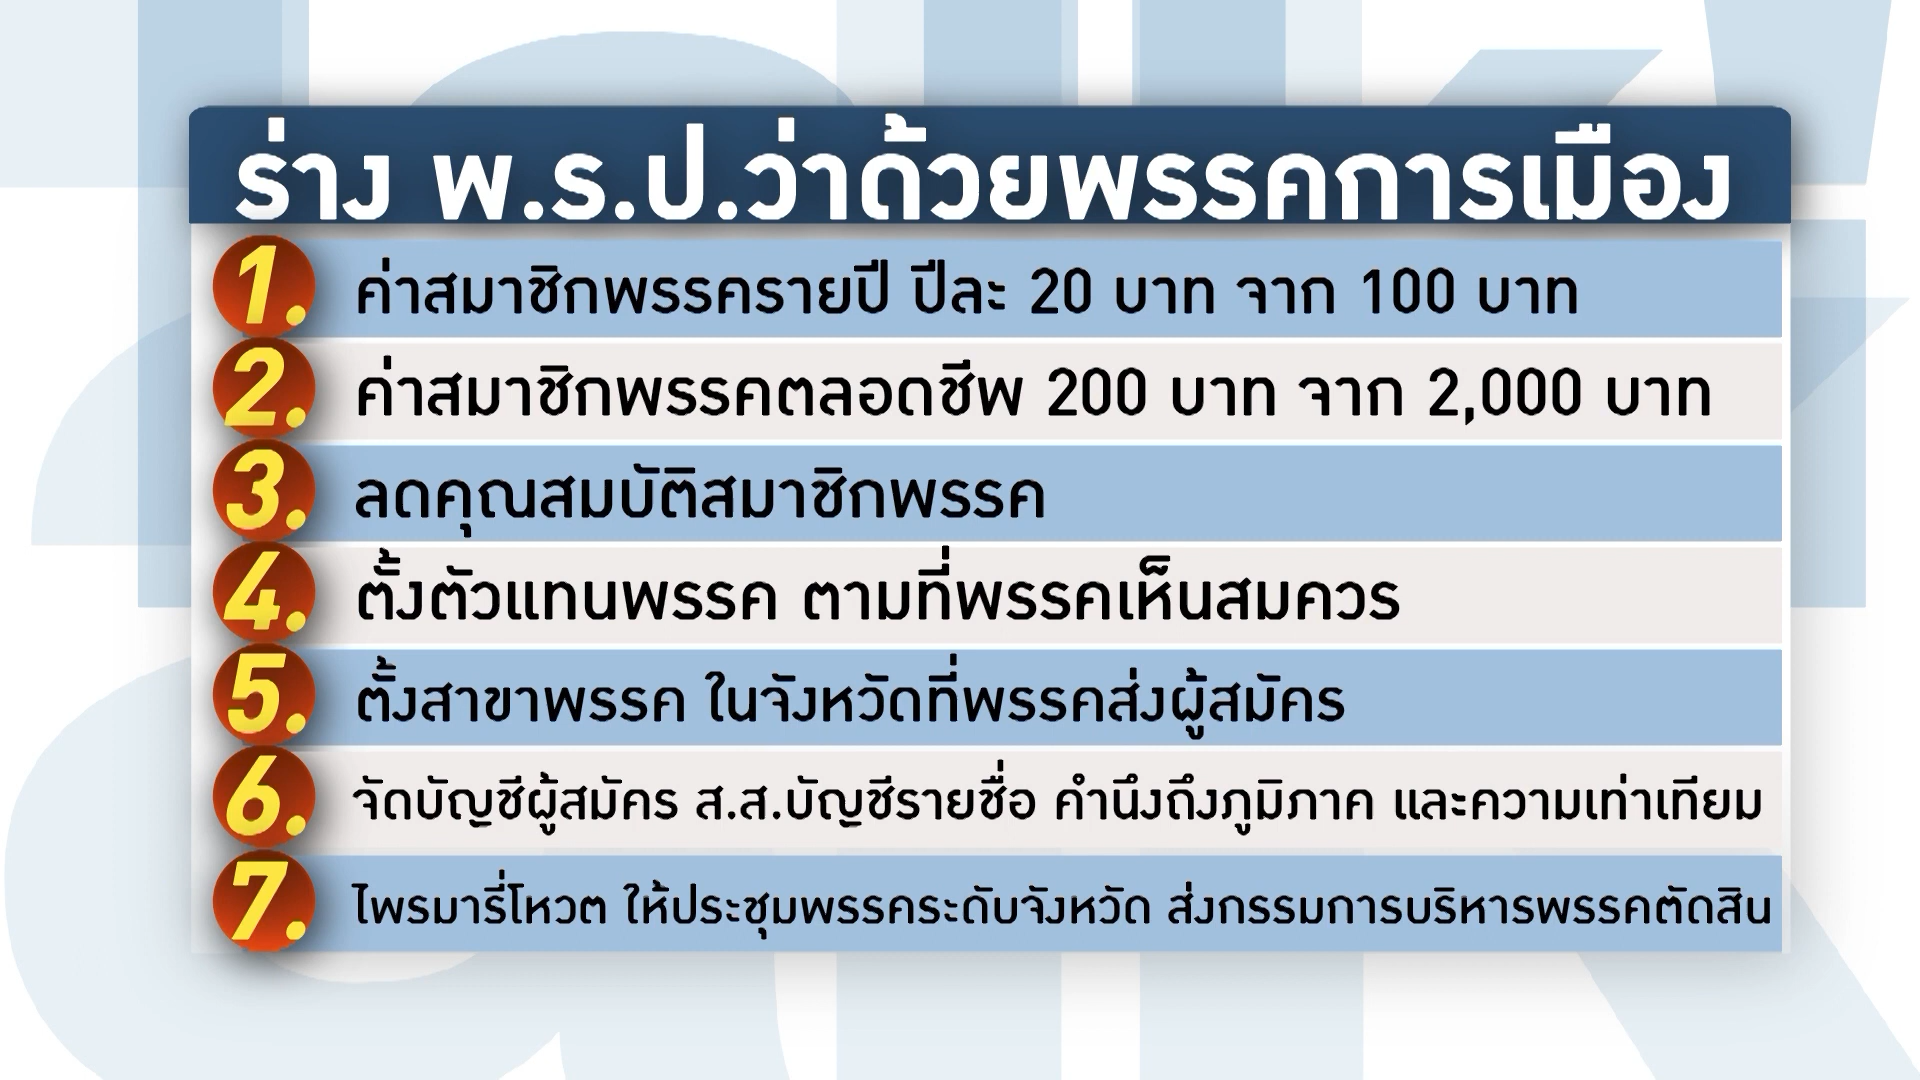 ร่าง พ.ร.ป.ว่าด้วยพรรคการเมือง
1. ค่าสมาชิกพรรครายปี ปีละ 20 บาท จาก 100 บาท
2. ค่าสมาชิกพรรคตลอดชีพ 200 บาท จาก 2,000 บาท
3. ลดคุณสมบัติสมาชิกพรรค
4. ตั้งตัวแทนพรรค ตามที่พรรคเห็นสมควร
5. ตั้งสาขาพรรค ในจังหวัดที่พรรคส่งผู้สมัคร
6. จัดบัญชีผู้สมัคร ส.ส.บัญชีรายชื่อ คำนึงถึงภูมิภาค และความเท่าเทียม
7. ไพรมารี่โหวต ให้ประชุมพรรคระดับจังหวัด ส่งกรรมการบริหารพรรคตัดสิน